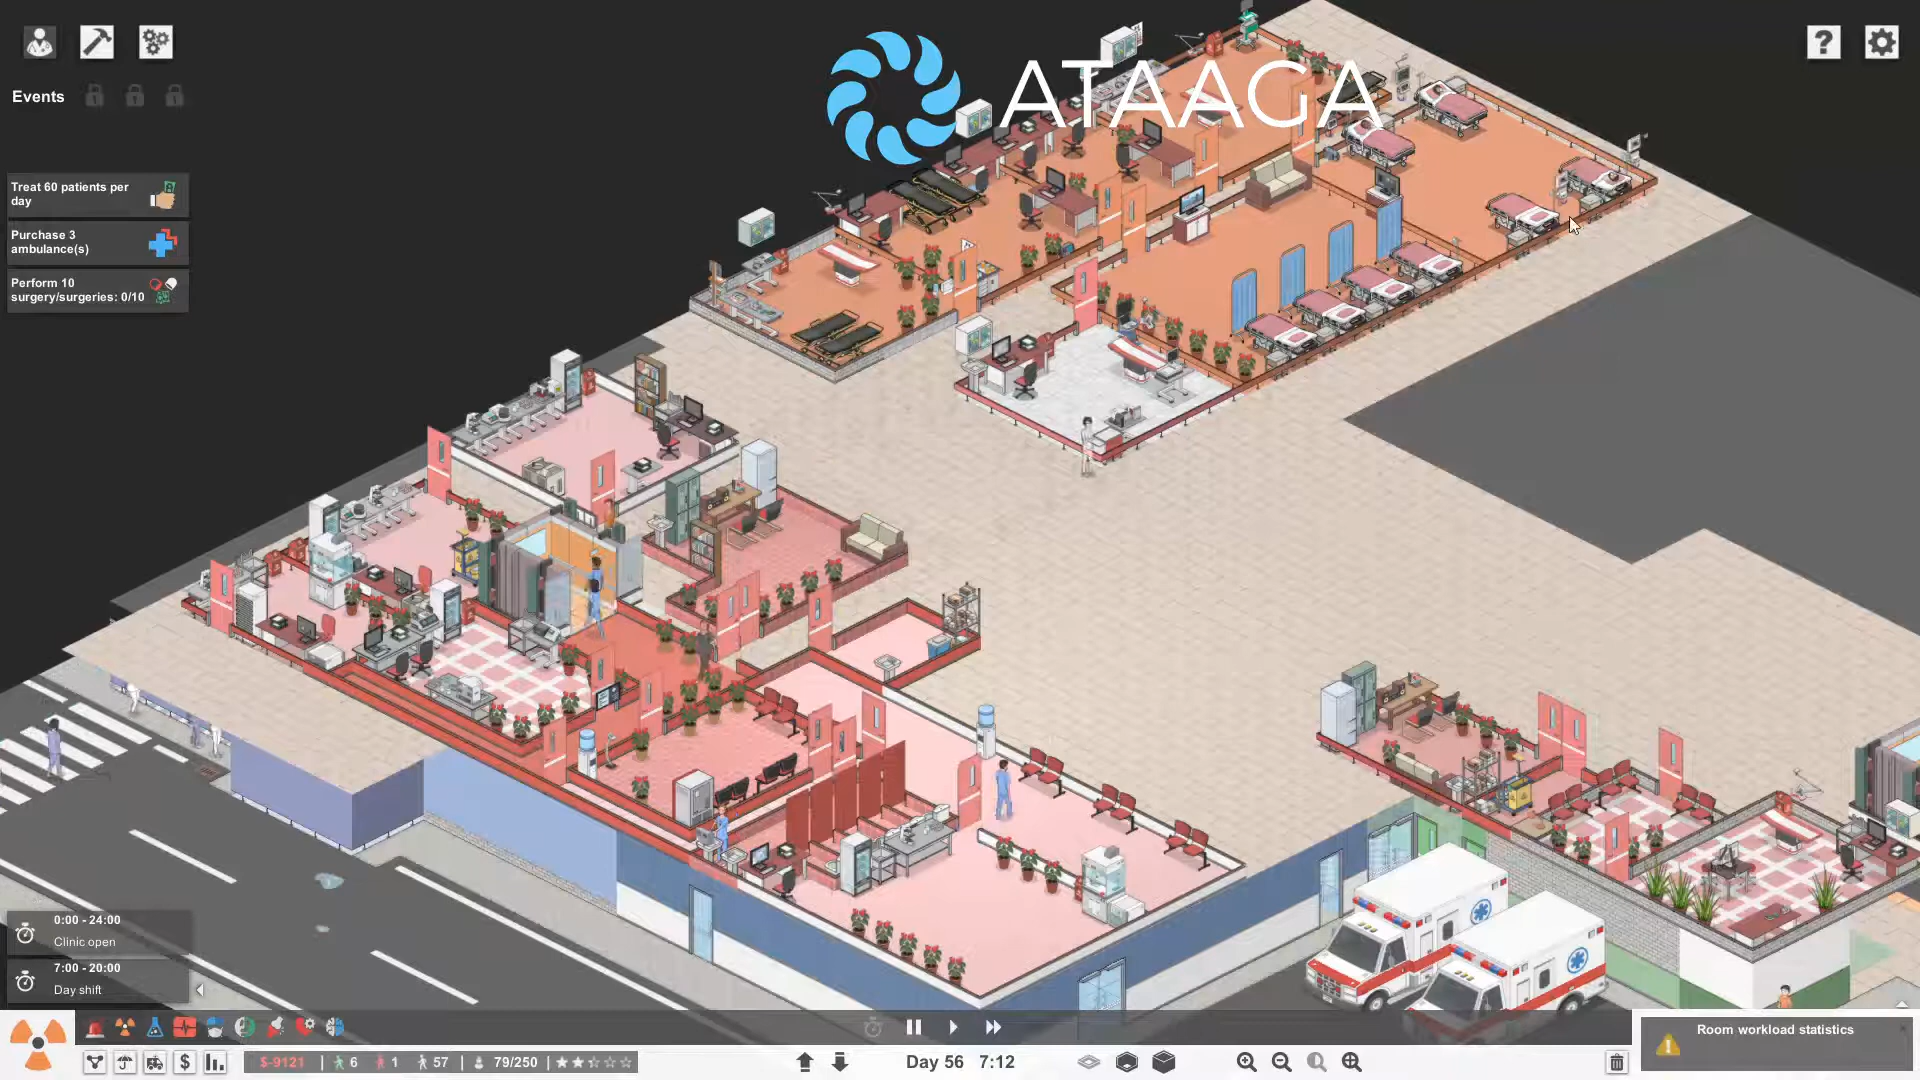 ATAAGA
Events
Treat 60 patients per
day
Purchase 3
ambulance(s)
Perform 10
surgery/surgeries: 0/10
0:00 - 24:00
Clinic open
7:00 - 20:00
Day shift
$-9121 | 6 1 57 | 79/250 |
Day 56 7:12
Room workload statistics